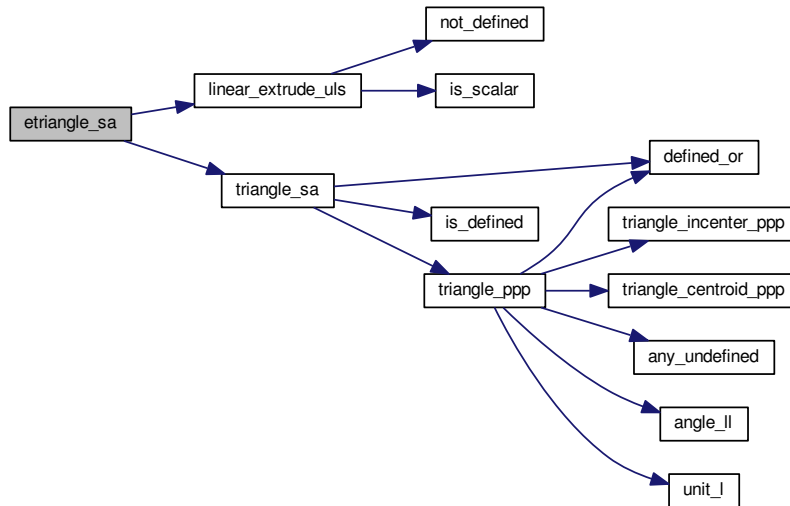 not_defined
linear_extrude_uls
is_scalar
etriangle_sa
defined_or
triangle_sa
is_defined
triangle_incenter_ppp
triangle_ppp
triangle_centroid_ppp
any_undefined
angle_ll
unit_l